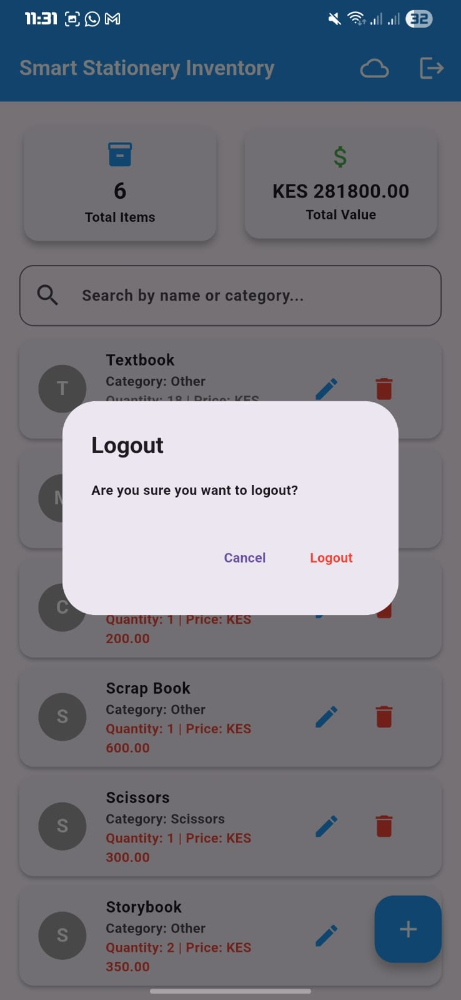 11:31
32
Smart Stationery Inventory
6
Total Items
$
KES 281800.00
Total Value
Search by name or category...
T
Textbook
Category: Other
Quantity: 18 | Price: KES
Logout
Are you sure you want to logout?
Cancel
Logout
C
Quantity: 1 | Price: KES
200.00
S
Scrap Book
Category: Other
Quantity: 1 | Price: KES
600.00
S
Scissors
Category: Scissors
Quantity: 1 | Price: KES
300.00
S
Storybook
Category: Other
Quantity: 2 | Price: KES
350.00
+